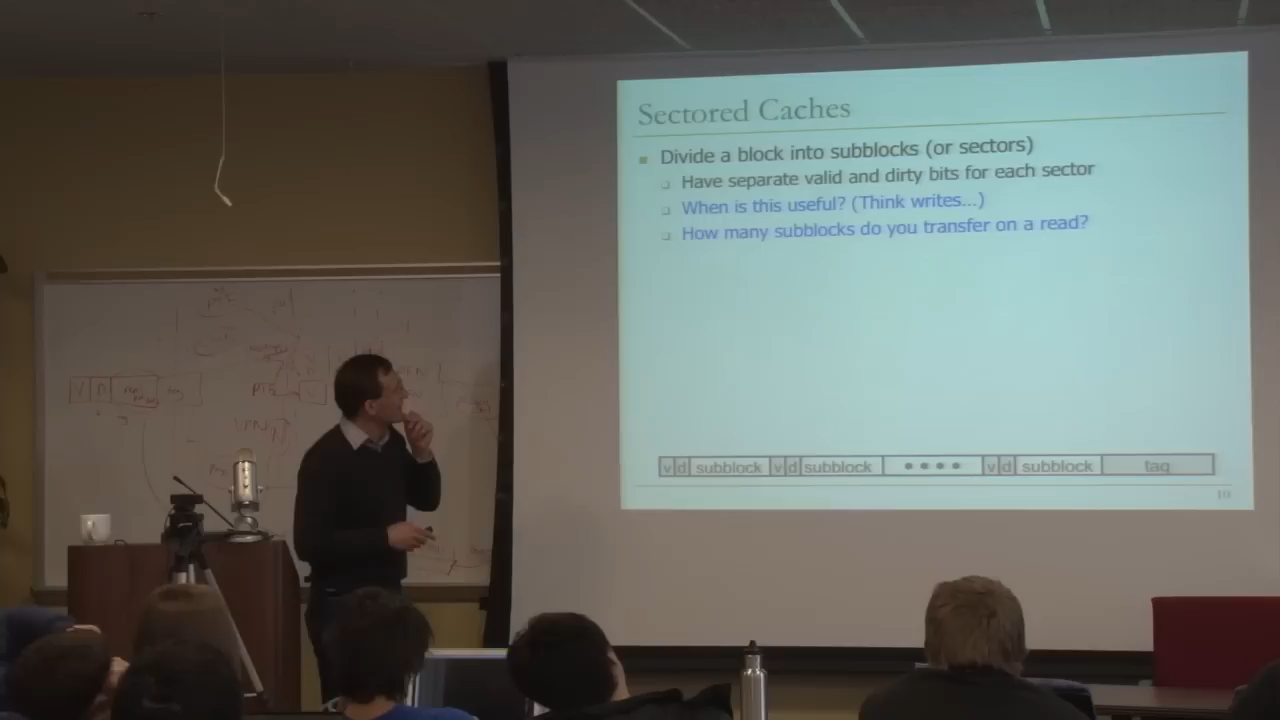 Sectored Caches
Divide a block into subblocks (or sectors)
Have separate valid and dirty bits for each sector
When is this useful? (Think writes...)
How many subblocks do you transfer on a read?
v d subblock v d subblock • • • • v d subblock tag
10
V
PTE